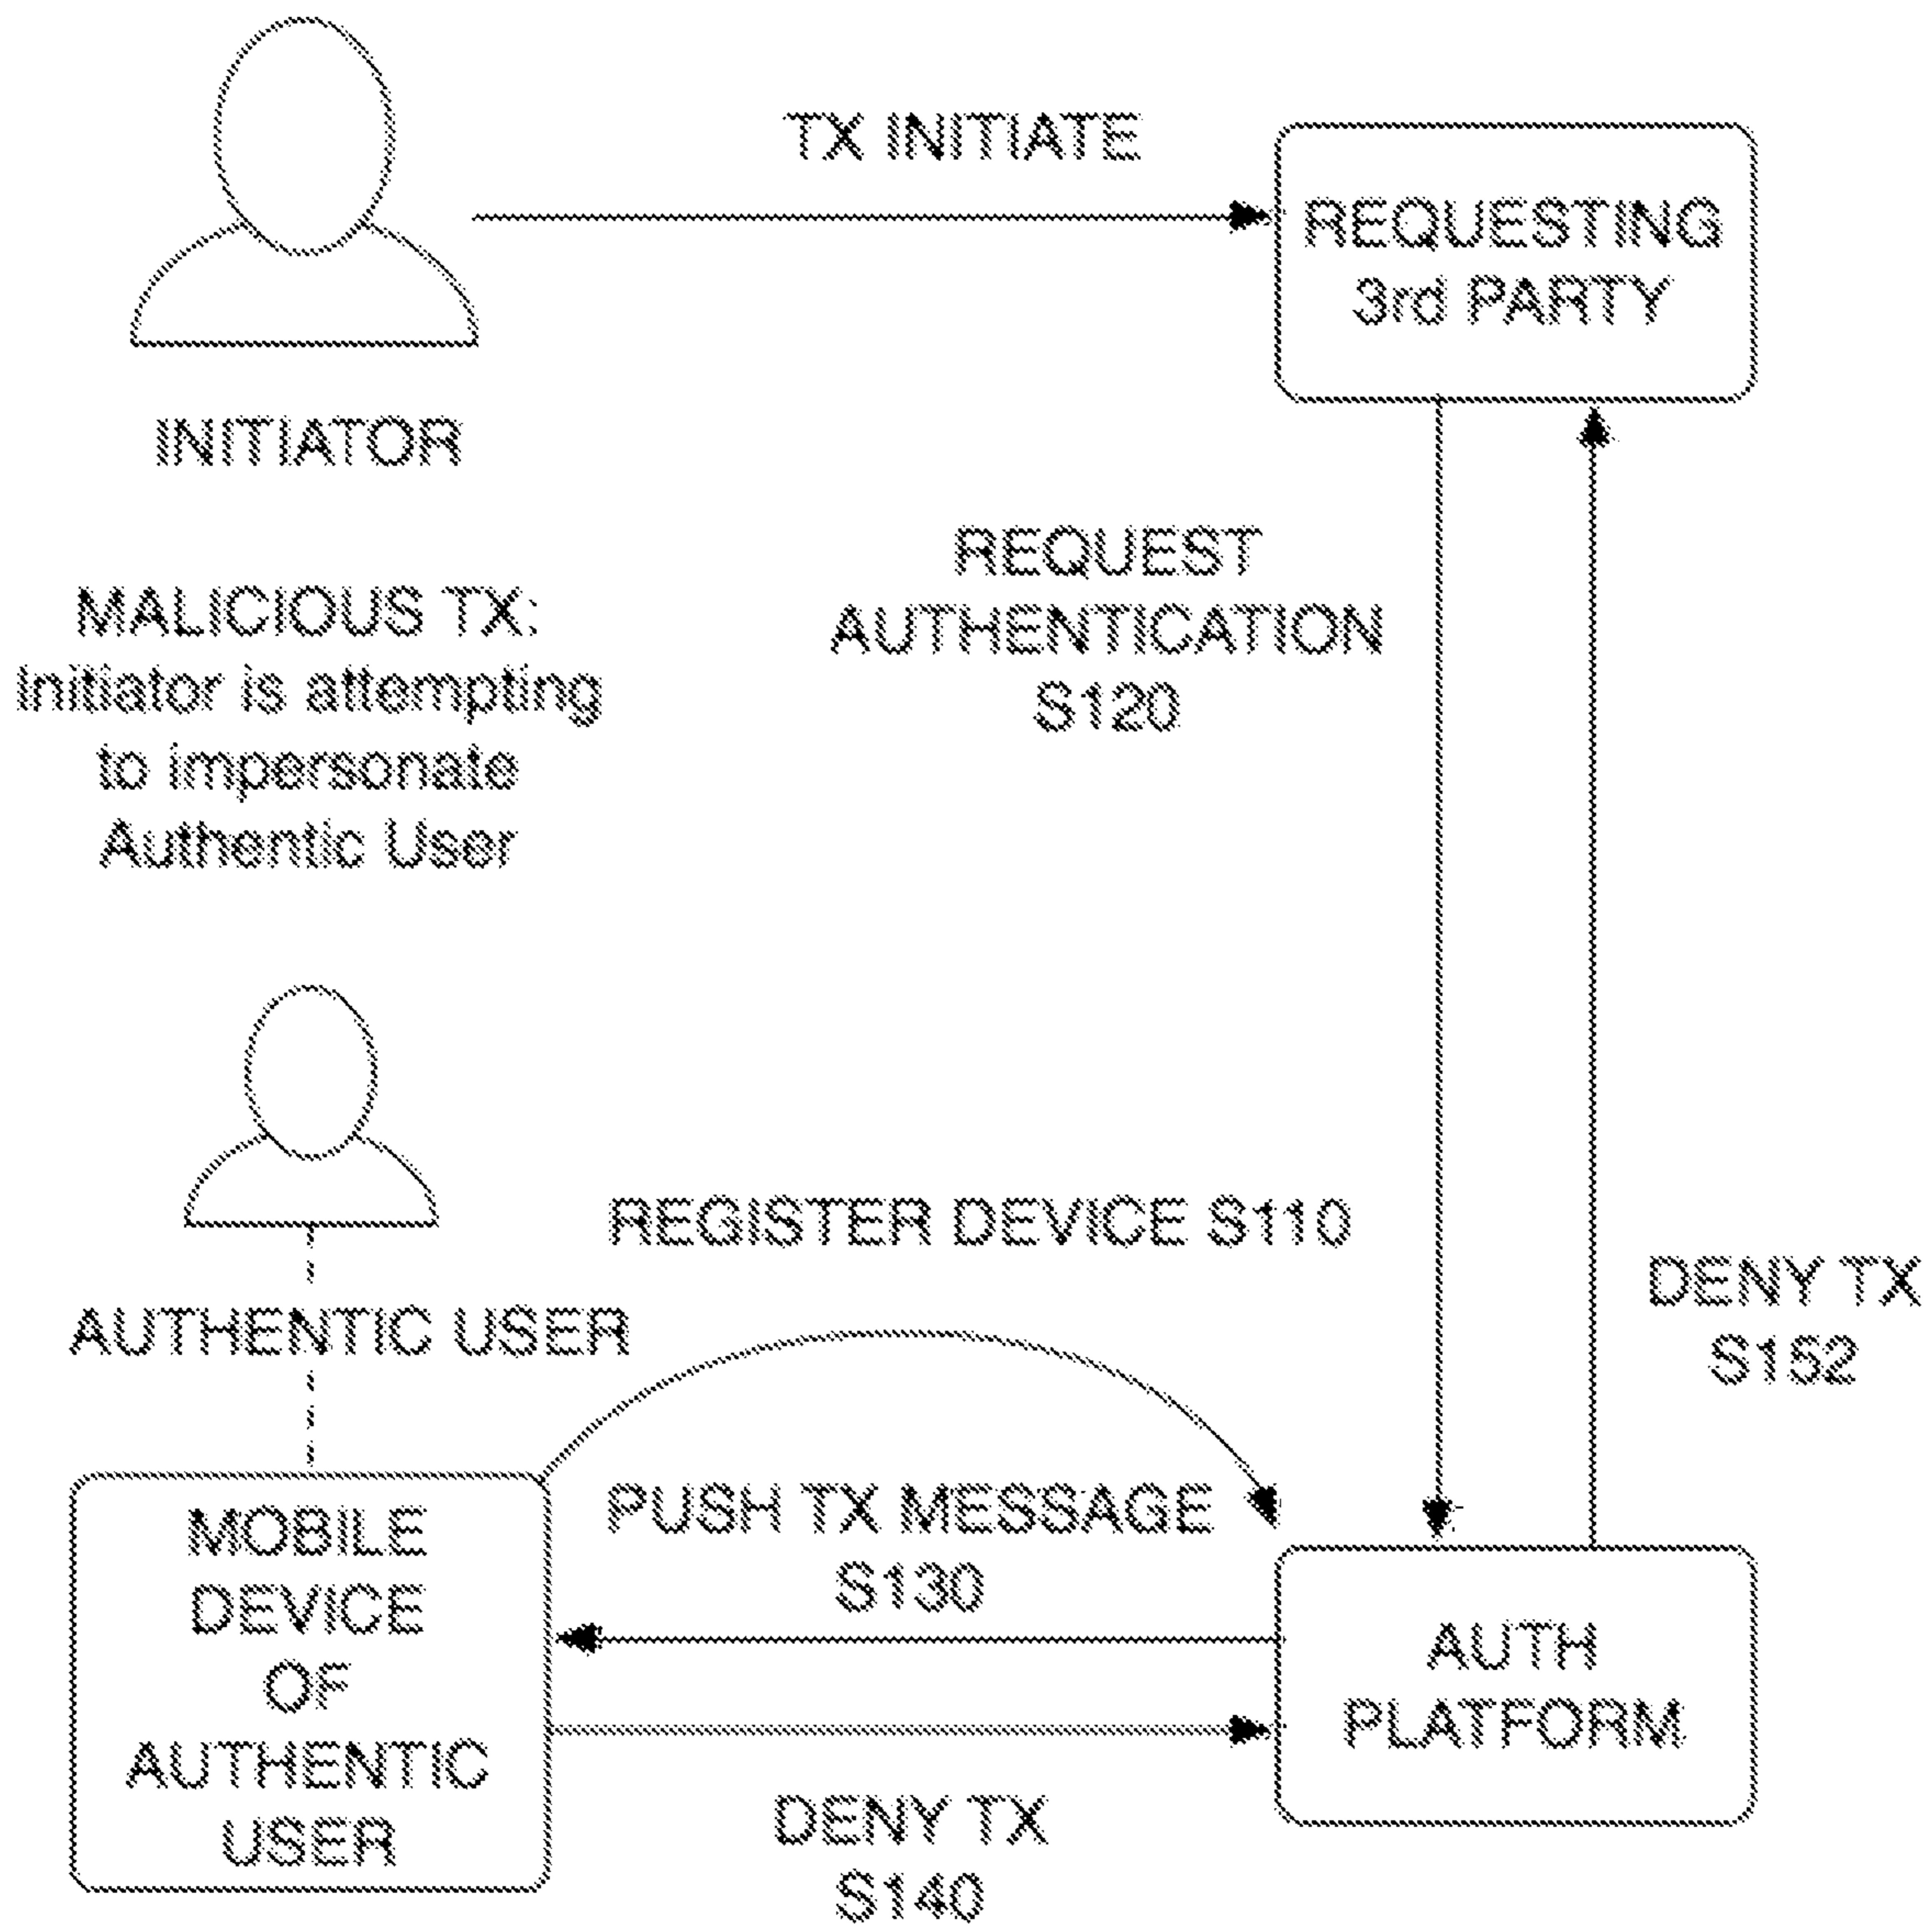 TX INITIATE
REQUESTING
3rd PARTY
INITIATOR
MALICIOUS TX:
Initiator is attempting
to impersonate
Authentic User
REQUEST
AUTHENTICATION
S120
REGISTER DEVICE S110
AUTHENTIC USER
DENY TX
S152
PUSH TX MESSAGE
S130
MOBILE
DEVICE
OF
AUTHENTIC
USER
AUTH
PLATFORM
DENY TX
S140